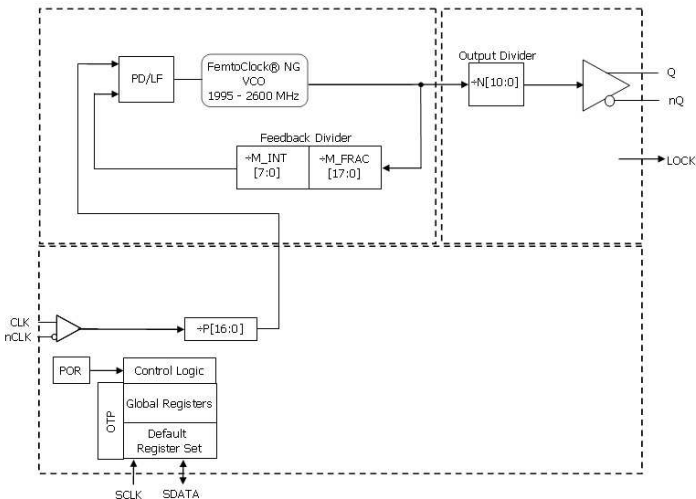 PD/LF
FemtoClock® NG
VCO
1995 - 2600 MHz
Output Divider
÷N[10:0]
Q
nQ
Feedback Divider
÷M_INT
[7:0]
÷M_FRAC
[17:0]
LOCK
CLK
nCLK
÷P[16:0]
POR
Control Logic
OTP
Global Registers
Default
Register Set
SCLK
SDATA